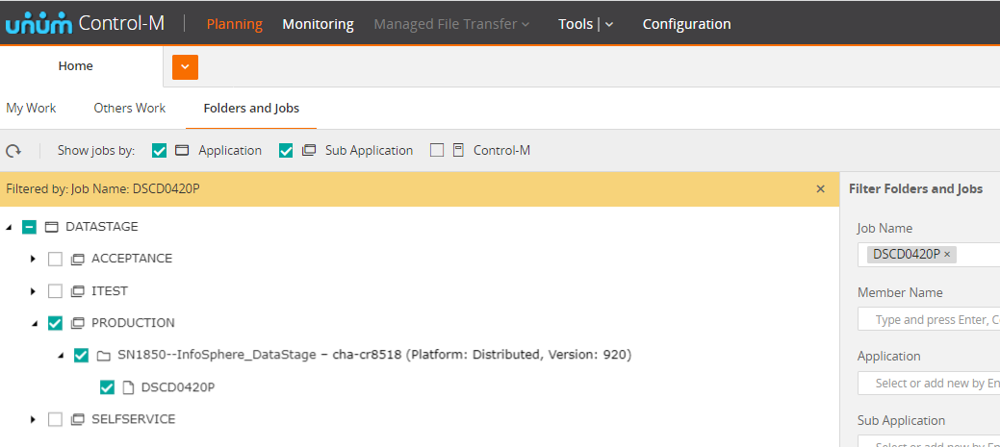 unum Control-M Planning Monitoring Managed File Transfer Tools | Configuration
Home
My Work Others Work Folders and Jobs
Show jobs by: Application Sub Application Control-M
Filtered by: Job Name: DSCD0420P ×
Filter Folders and Jobs
DATASTAGE
Job Name
DSCD0420P ×
ACCEPTANCE
ITEST
Member Name
Type and press Enter, C
PRODUCTION
SN1850--InfoSphere_DataStage – cha-cr8518 (Platform: Distributed, Version: 920)
Application
Select or add new by En
DSCD0420P
SELFSERVICE
Sub Application
Select or add new by En